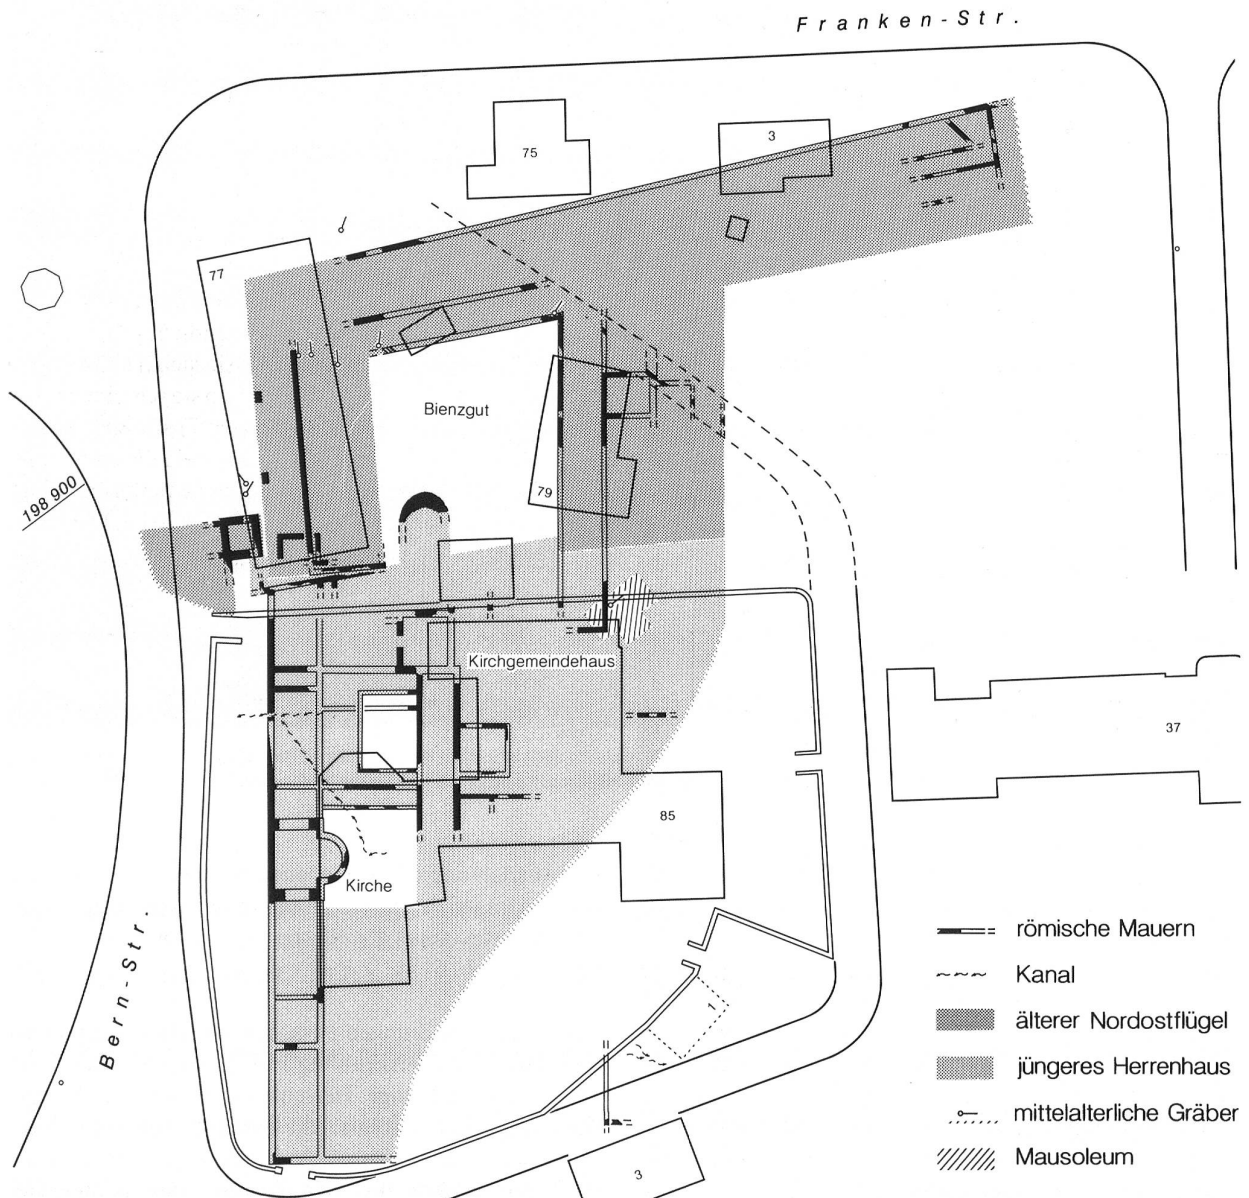 Franken-Str.
75
3
77
Bienzgut
198 900
79
Kirchgemeindehaus
37
85
Kirche
Bern-Str.
1
3
römische Mauern
Kanal
älterer Nordostflügel
jüngeres Herrenhaus
mittelalterliche Gräber
Mausoleum